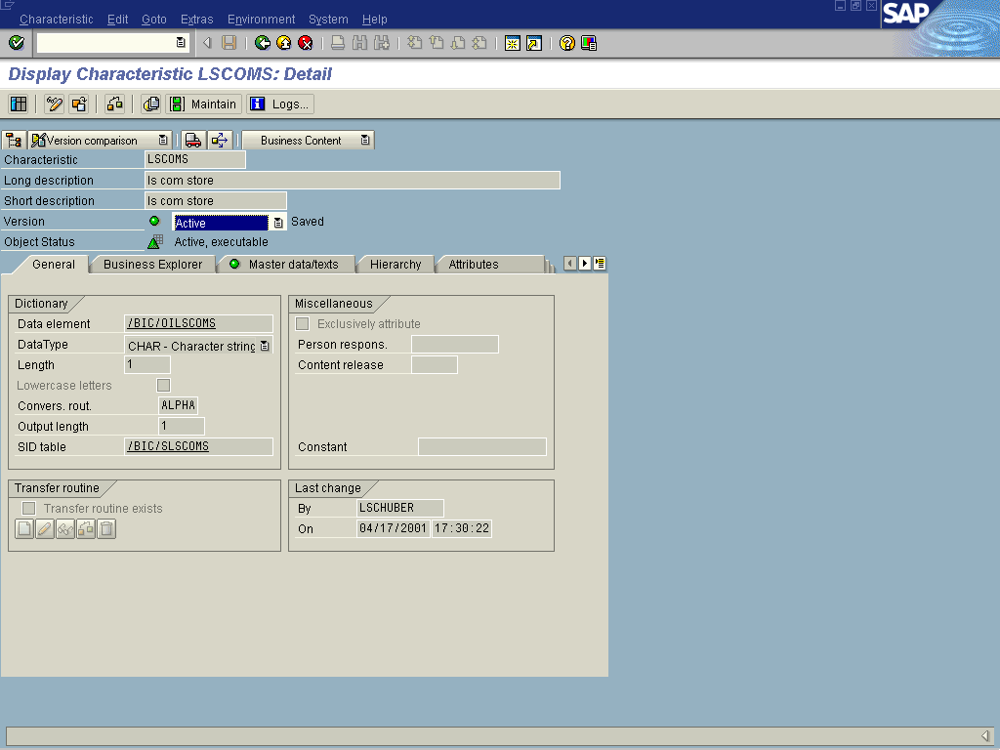 Characteristic Edit Goto Extras Environment System Help
SAP
Display Characteristic LSCOMS: Detail
Maintain Logs...
Version comparison Business Content
Characteristic LSCOMS
Long description ls com store
Short description ls com store
Version Active Saved
Object Status Active, executable
General Business Explorer Master data/texts Hierarchy Attributes
Dictionary
Data element /BIC/OILSCOMS
DataType CHAR - Character string
Length 1
Lowercase letters
Convers. rout. ALPHA
Output length 1
SID table /BIC/SLSCOMS
Miscellaneous
Exclusively attribute
Person respons.
Content release
Constant
Transfer routine
Transfer routine exists
Last change
By LSCHUBER
On 04/17/2001 17:30:22